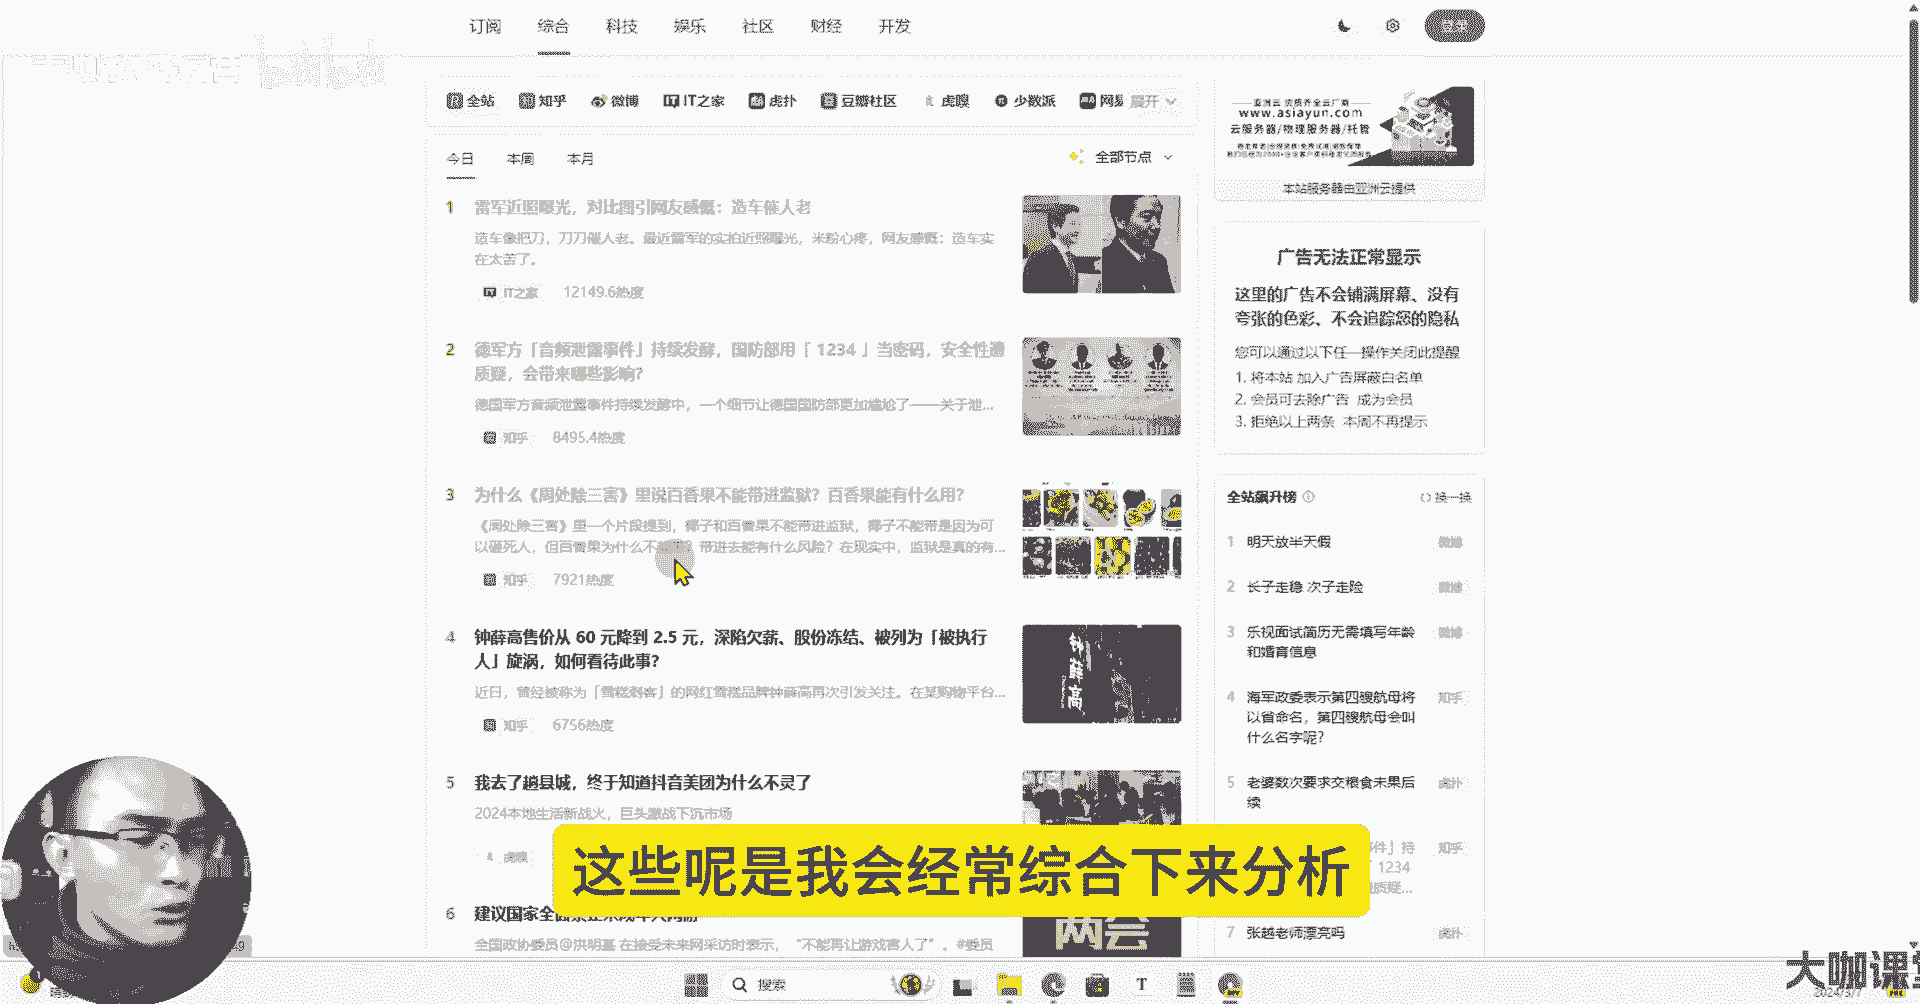 订阅 综合 科技 娱乐 社区 财经 开发
登录
全站 知乎 微博 IT之家 虎扑 豆瓣社区 虎嗅 少数派 网易 展开
今日 本周 本月
全部节点
1 雷军近照曝光，对比图引网友感慨：造车催人老
造车像把刀，刀刀催人老。最近雷军的实拍近照曝光，米粉心疼，网友感慨：造车实
在太苦了。
IT之家 12149.6热度
2 德军方「音频泄露事件」持续发酵，国防部用「 1234 」当密码，安全性遭
质疑，会带来哪些影响？
德国军方音频泄露事件持续发酵中，一个细节让德国国防部更加尴尬了——关于泄...
知乎 8495.4热度
3 为什么《周处除三害》里说百香果不能带进监狱？百香果能有什么用？
《周处除三害》里一个片段提到，椰子和百香果不能带进监狱，椰子不能带是因为可
以砸死人，但百香果为什么不 ？带进去能有什么风险？在现实中，监狱是真的有...
知乎 7921热度
4 钟薛高售价从 60 元降到 2.5 元，深陷欠薪、股份冻结、被列为「被执行
人」旋涡，如何看待此事？
近日，曾经被称为「雪糕刺客」的网红雪糕品牌钟薛高再次引发关注。在某购物平台...
知乎 6756热度
钟薛高
5 我去了趟县城，终于知道抖音美团为什么不灵了
2024本地生活新战火，巨头激战下沉市场
虎嗅
6 建议国家全
全国政协委员@洪明基 在接受未来网采访时表示，“不能再让游戏害人了”。#委员
两会
亚洲云 资质齐全云厂商
www.asiayun.com
云服务器/物理服务器/托管
本站服务器由亚洲云提供
广告无法正常显示
这里的广告不会铺满屏幕、没有
夸张的色彩、不会追踪您的隐私
您可以通过以下任一操作关闭此提醒
1. 将本站 加入广告屏蔽白名单
2. 会员可去除广告 成为会员
3. 拒绝以上两条 本周不再提示
全站飙升榜 换一换
1 明天放半天假 微博
2 长子走稳 次子走险 微博
3 乐视面试简历无需填写年龄 微博
和婚育信息
4 海军政委表示第四艘航母将 知乎
以省命名，第四艘航母会叫
什么名字呢？
5 老婆数次要求交粮食未果后 虎扑
续
件」持 知乎
1234
质疑...
7 张越老师漂亮吗 虎扑
这些呢是我会经常综合下来分析
搜索
大咖课堂
2024/3/7